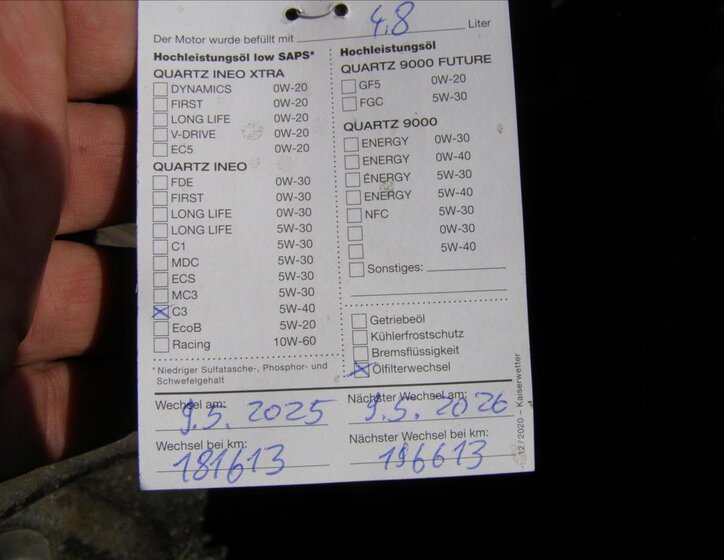 Der Motor wurde befüllt mit 4.8 Liter
Hochleistungsöl low SAPS*
QUARTZ INEO XTRA
DYNAMICS 0W-20
FIRST 0W-20
LONG LIFE 0W-20
V-DRIVE 0W-20
EC5 0W-20
QUARTZ INEO
FDE 0W-30
FIRST 0W-30
LONG LIFE 0W-30
LONG LIFE 5W-30
C1 5W-30
MDC 5W-30
ECS 5W-30
MC3 5W-30
C3 5W-40
EcoB 5W-20
Racing 10W-60
* Niedriger Sulfatasche-, Phosphor- und
Schwefelgehalt
Hochleistungsöl
QUARTZ 9000 FUTURE
GF5 0W-20
FGC 5W-30
QUARTZ 9000
ENERGY 0W-30
ENERGY 0W-40
ENERGY 5W-30
ENERGY 5W-40
NFC 5W-30
0W-30
5W-40
Sonstiges:
Getriebeöl
Kühlerfrostschutz
Bremsflüssigkeit
Ölfilterwechsel
Wechsel am: 9.5. 2025
Nächster Wechsel am: 9.5. 2026
Wechsel bei km: 181613
Nächster Wechsel bei km: 196613
12/2020 – Kaiserwetter